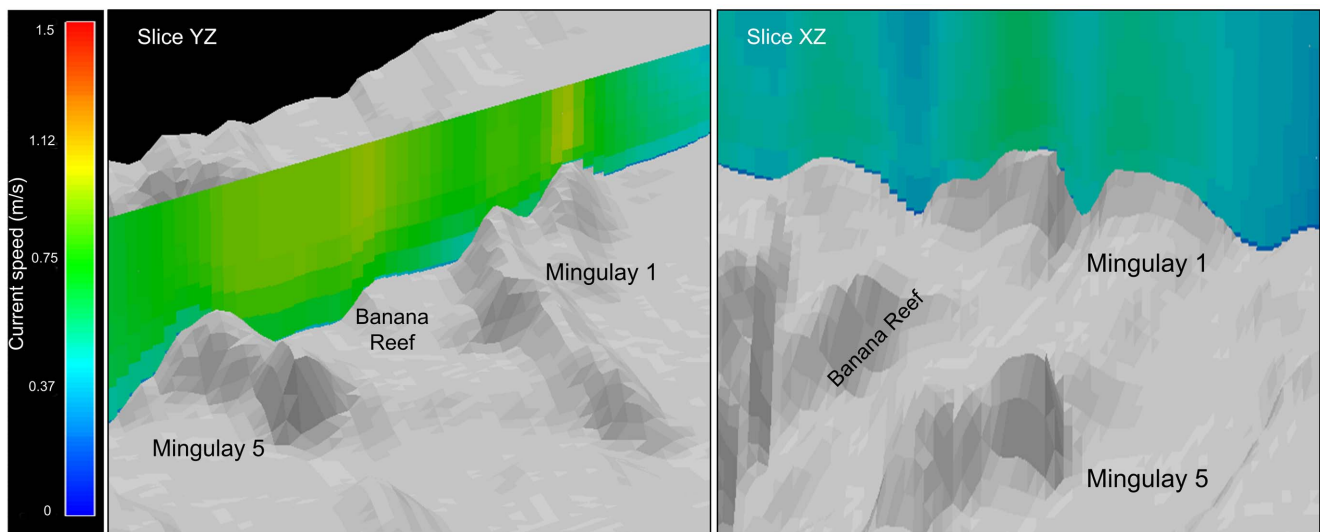 Current speed (m/s)
1.5
1.12
0.75
0.37
0
Slice YZ
Mingulay 1
Banana
Reef
Mingulay 5
Slice XZ
Mingulay 1
Banana Reef
Mingulay 5